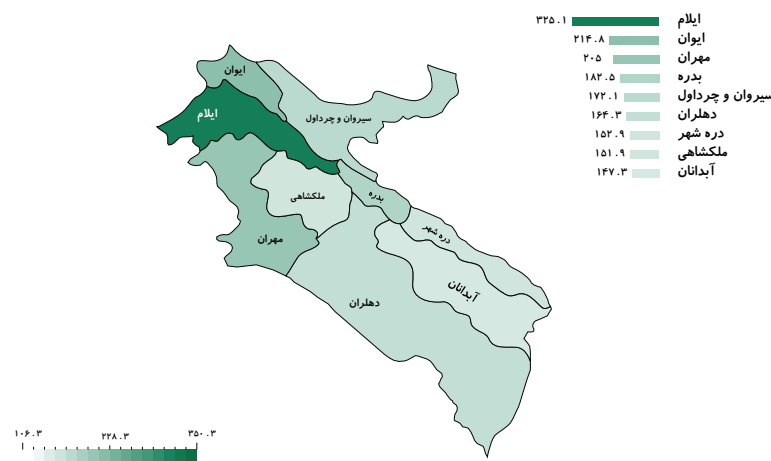 ایلام ۳۲۵.۱
ایوان ۲۱۴.۸
مهران ۲۰۵
بدره ۱۸۲.۵
سیروان و چرداول ۱۷۲.۱
دهلران ۱۶۴.۳
دره شهر ۱۵۲.۹
ملکشاهی ۱۵۱.۹
آبدانان ۱۴۷.۳
ایوان
ایلام
سیروان و چرداول
ملکشاهی
بدره
مهران
دره شهر
آبدانان
دهلران
۱۰۶.۳ ۲۲۸.۳ ۳۵۰.۳